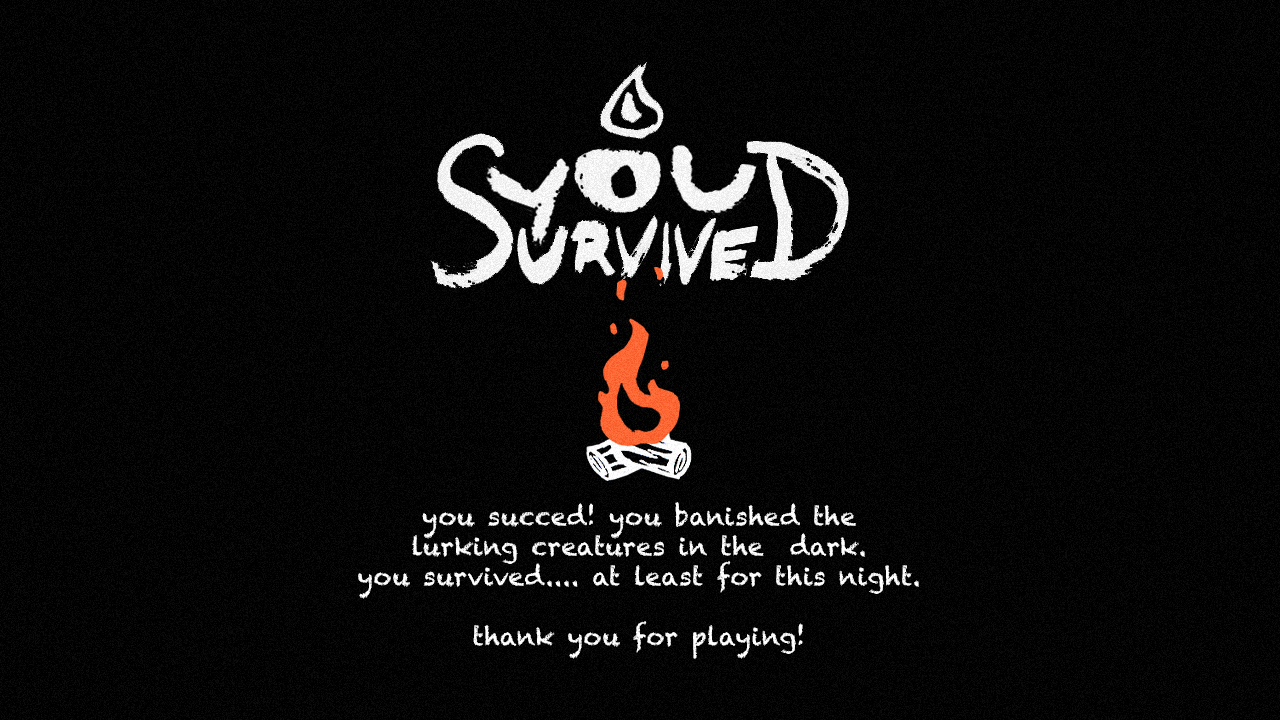 YOU
SURVIVED
you succed! you banished the
lurking creatures in the dark.
you survived.... at least for this night.
thank you for playing!